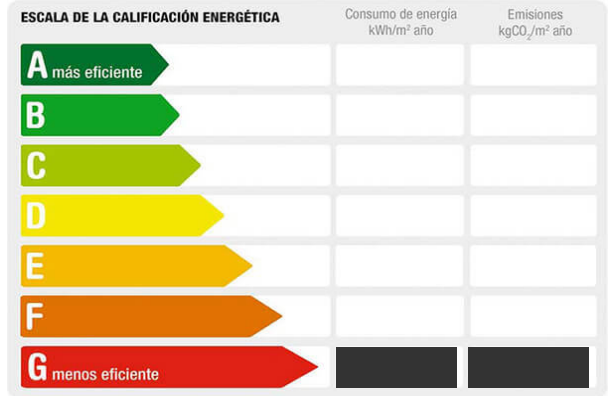 ESCALA DE LA CALIFICACIÓN ENERGÉTICA
Consumo de energía
kWh/m² año
Emisiones
kgCO₂/m² año
A más eficiente
B
C
D
E
F
G menos eficiente